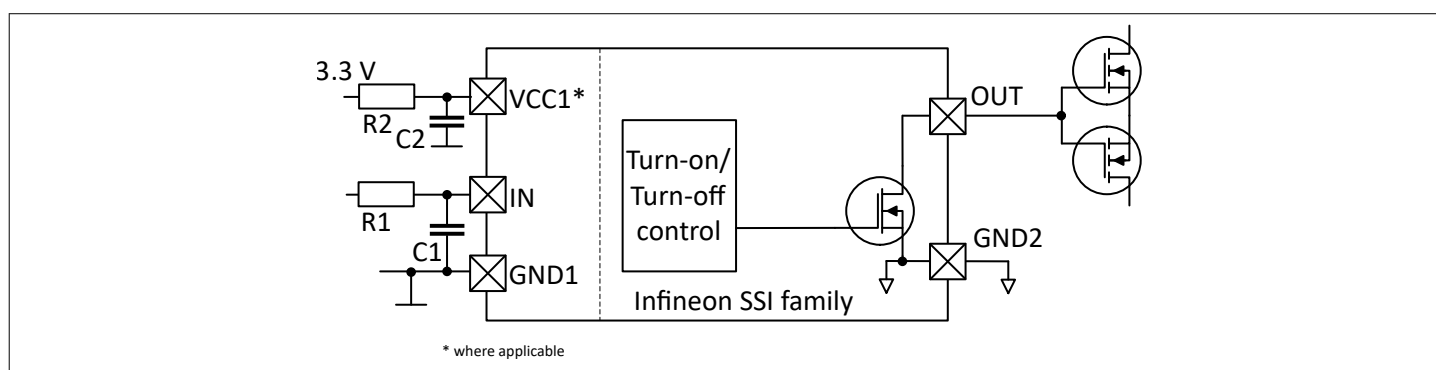 3.3 V
R2
C2
VCC1*
R1
C1
IN
GND1
Turn-on/
Turn-off
control
OUT
GND2
Infineon SSI family
* where applicable